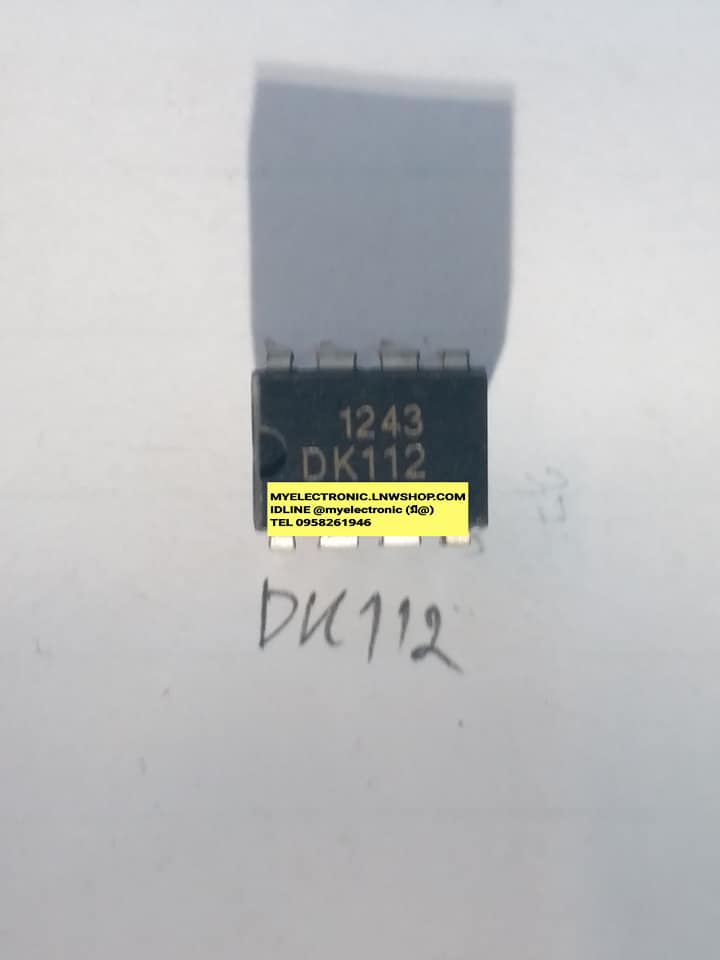 1243
DK112
MYELECTRONIC.LNWSHOP.COM
IDLINE @myelectronic (มี@)
TEL 0958261946
DK112